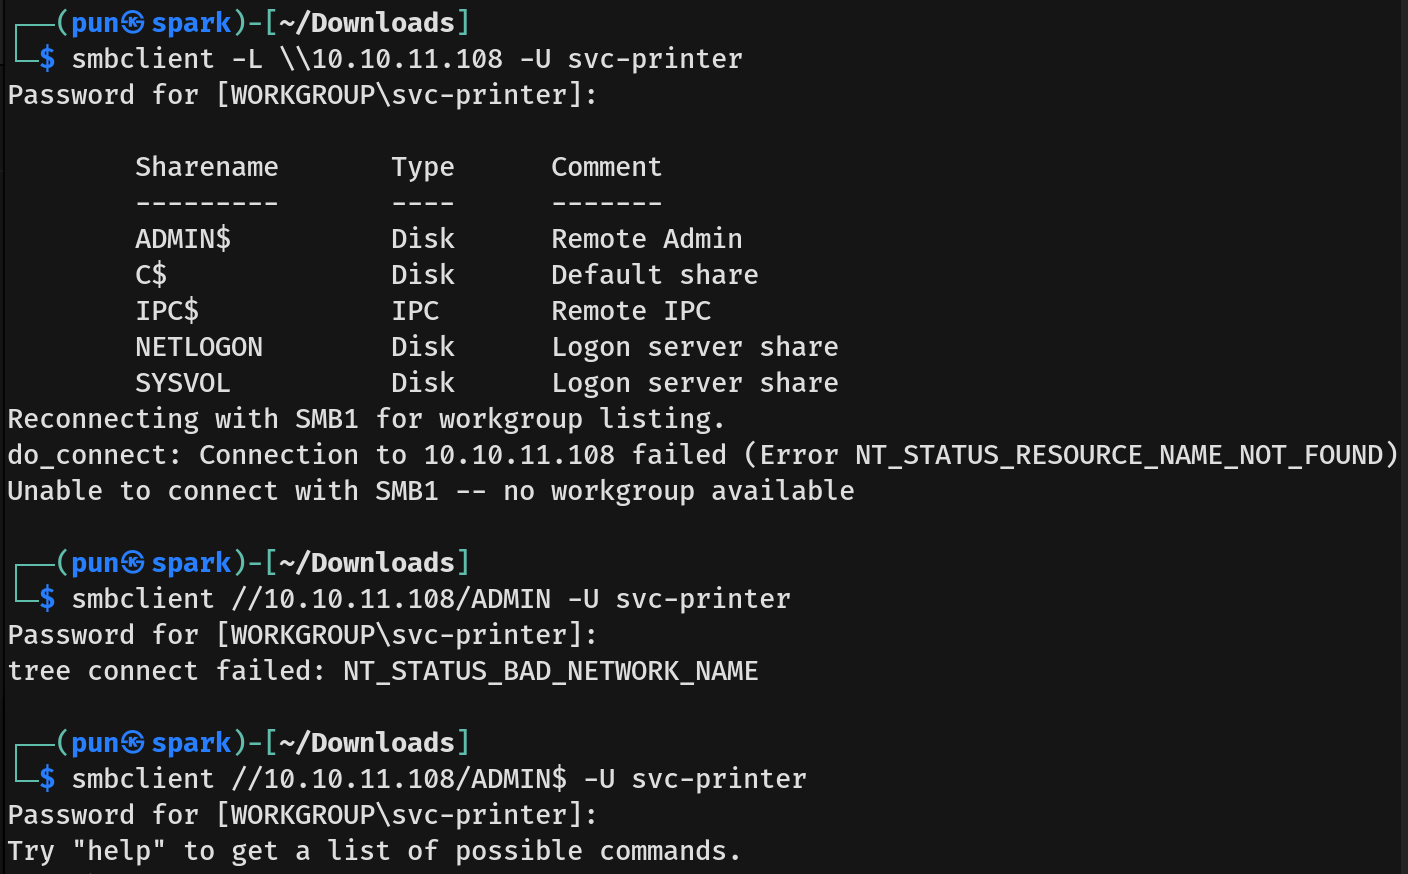 ┌──(pun㉿spark)-[~/Downloads]
└─$ smbclient -L \\10.10.11.108 -U svc-printer
Password for [WORKGROUP\svc-printer]:

        Sharename       Type      Comment
        ---------       ----      -------
        ADMIN$          Disk      Remote Admin
        C$              Disk      Default share
        IPC$            IPC       Remote IPC
        NETLOGON        Disk      Logon server share
        SYSVOL          Disk      Logon server share
Reconnecting with SMB1 for workgroup listing.
do_connect: Connection to 10.10.11.108 failed (Error NT_STATUS_RESOURCE_NAME_NOT_FOUND)
Unable to connect with SMB1 -- no workgroup available

┌──(pun㉿spark)-[~/Downloads]
└─$ smbclient //10.10.11.108/ADMIN -U svc-printer
Password for [WORKGROUP\svc-printer]:
tree connect failed: NT_STATUS_BAD_NETWORK_NAME

┌──(pun㉿spark)-[~/Downloads]
└─$ smbclient //10.10.11.108/ADMIN$ -U svc-printer
Password for [WORKGROUP\svc-printer]:
Try "help" to get a list of possible commands.